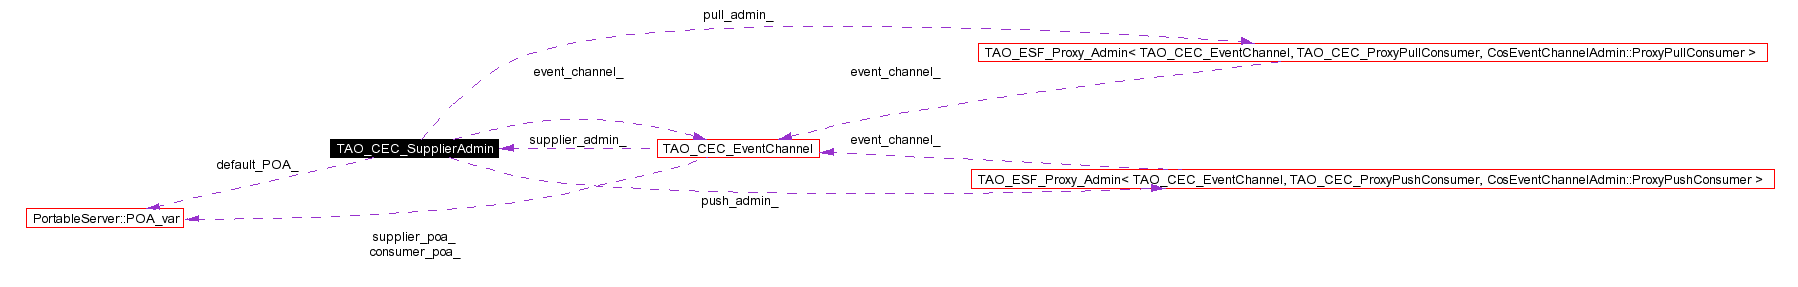 pull_admin_
TAO_ESF_Proxy_Admin< TAO_CEC_EventChannel, TAO_CEC_ProxyPullConsumer, CosEventChannelAdmin::ProxyPullConsumer >
event_channel_
event_channel_
supplier_admin_
event_channel_
TAO_CEC_SupplierAdmin
TAO_CEC_EventChannel
default_POA_
TAO_ESF_Proxy_Admin< TAO_CEC_EventChannel, TAO_CEC_ProxyPushConsumer, CosEventChannelAdmin::ProxyPushConsumer >
push_admin_
PortableServer::POA_var
supplier_poa_
consumer_poa_